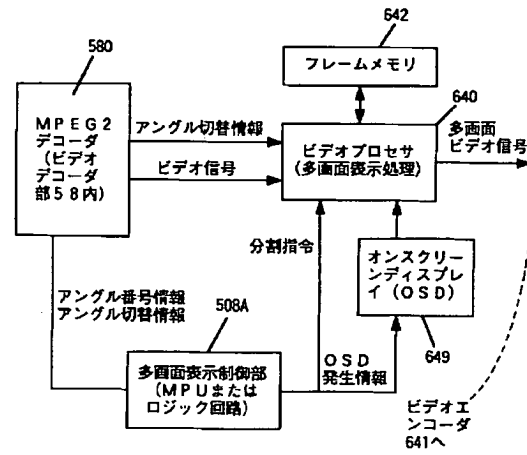 642
フレームメモリ
580
MPEG2
デコーダ
(ビデオ
デコーダ
部58内)
アングル切替情報
ビデオ信号
640
ビデオプロセサ
(多画面表示処理)
多画面
ビデオ信号
分割指令
オンスクリー
ンディスプレ
イ(OSD)
649
アングル番号情報
アングル切替情報
508A
多画面表示制御部
(MPUまたは
ロジック回路)
OSD
発生情報
ビデオエ
ンコーダ
641へ